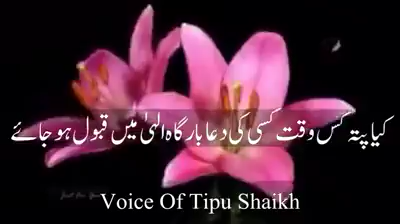 کیا پتہ کس وقت کسی کی دعا بارگاہ الہیٰ میں قبول ہو جائے
Voice Of Tipu Shaikh